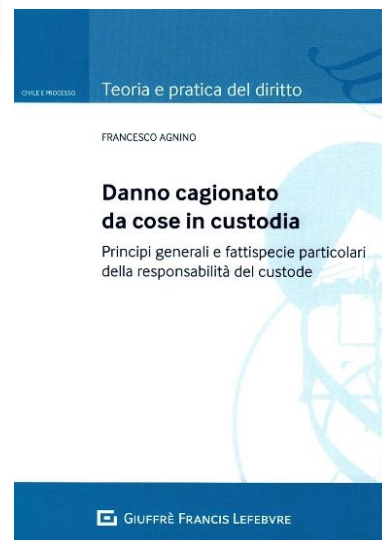 CIVILE E PROCESSO
Teoria e pratica del diritto
FRANCESCO AGNINO
Danno cagionato
da cose in custodia
Principi generali e fattispecie particolari
della responsabilità del custode
GIUFFRÈ FRANCIS LEFEBVRE